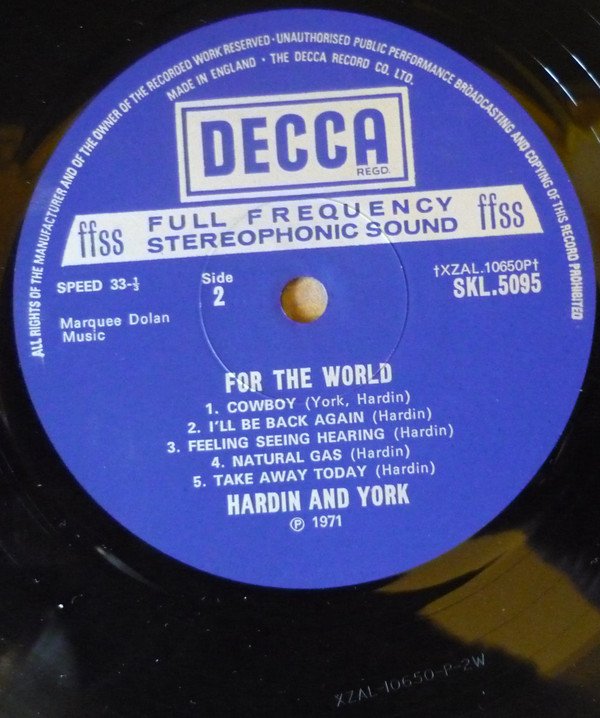 ALL RIGHTS OF THE MANUFACTURER AND OF THE OWNER OF THE RECORDED WORK RESERVED · UNAUTHORISED PUBLIC PERFORMANCE BROADCASTING AND COPYING OF THIS RECORD PROHIBITED
MADE IN ENGLAND · THE DECCA RECORD CO. LTD.
DECCA
REGD.
ffss FULL FREQUENCY STEREOPHONIC SOUND ffss
SPEED 33-⅓
Side
2
†XZAL.10650P†
SKL.5095
Marquee Dolan
Music
FOR THE WORLD
1. COWBOY (York, Hardin)
2. I'LL BE BACK AGAIN (Hardin)
3. FEELING SEEING HEARING (Hardin)
4. NATURAL GAS (Hardin)
5. TAKE AWAY TODAY (Hardin)
HARDIN AND YORK
℗ 1971
XZAL-10650-P-2W